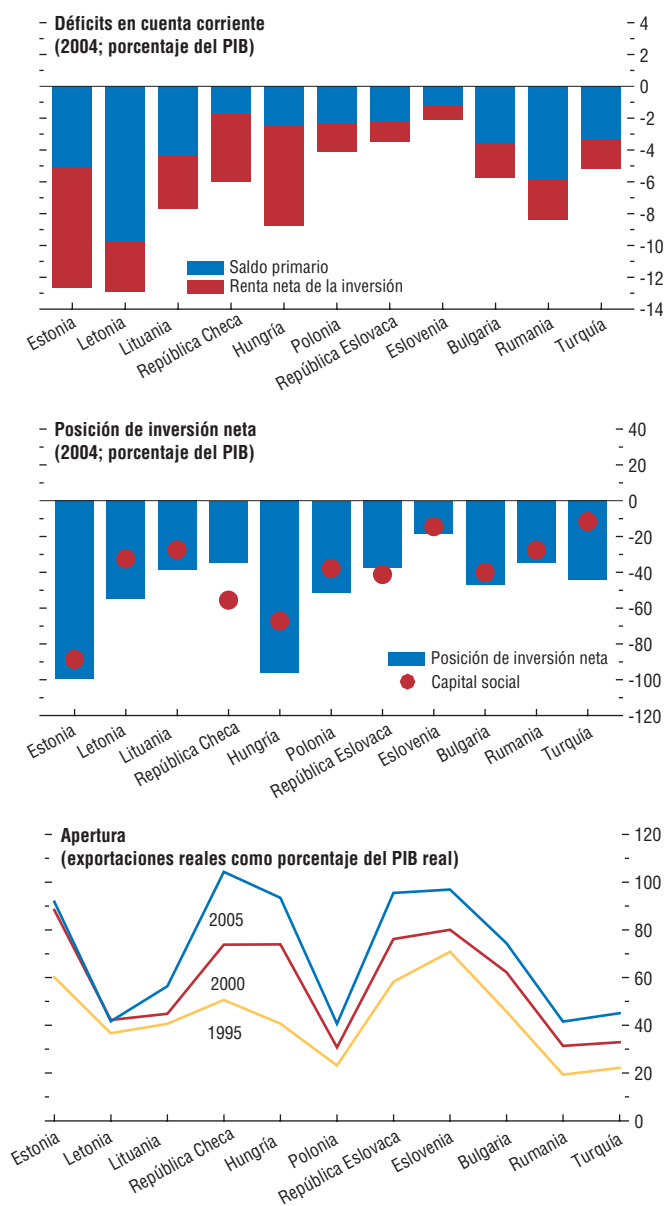 Déficits en cuenta corriente
(2004; porcentaje del PIB)
4
2
0
-2
-4
-6
-8
-10
-12
-14
Saldo primario
Renta neta de la inversión
Estonia
Letonia
Lituania
República Checa
Hungría
Polonia
República Eslovaca
Eslovenia
Bulgaria
Rumania
Turquía
Posición de inversión neta
(2004; porcentaje del PIB)
40
20
0
-20
-40
-60
-80
-100
-120
Posición de inversión neta
Capital social
Estonia
Letonia
Lituania
República Checa
Hungría
Polonia
República Eslovaca
Eslovenia
Bulgaria
Rumania
Turquía
Apertura
(exportaciones reales como porcentaje del PIB real)
120
100
80
60
40
20
0
2005
2000
1995
Estonia
Letonia
Lituania
República Checa
Hungría
Polonia
República Eslovaca
Eslovenia
Bulgaria
Rumania
Turquía